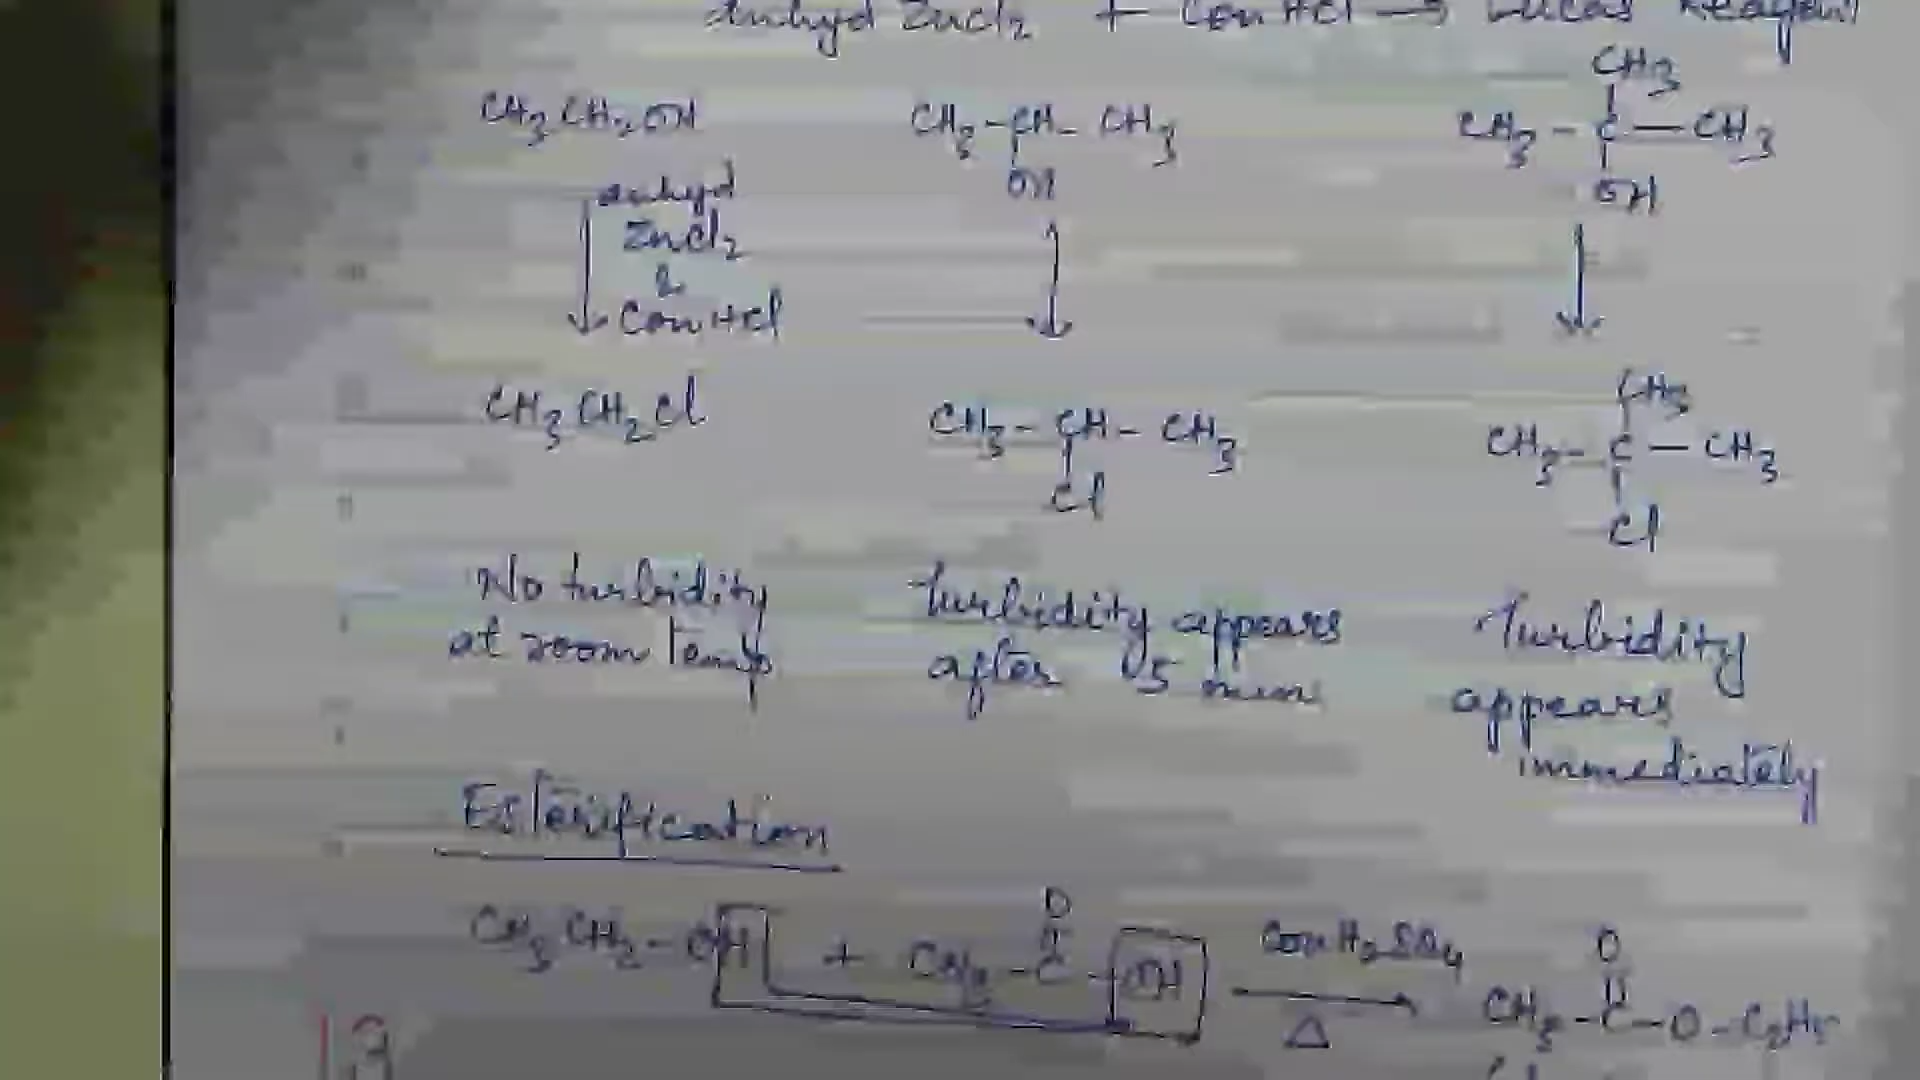 anhyd ZnCl2 + Con HCl → Lucas Reagent
CH3
CH3CH2OH CH3-CH-CH3 CH3-C-CH3
OH OH
anhyd
ZnCl2
&
Con HCl
CH3
CH3CH2Cl CH3-CH-CH3 CH3-C-CH3
Cl Cl
No turbidity turbidity appears Turbidity
at room Temp after 5 min appears
immediately
Esterification
O O
CH3CH2-OH + CH3-C-OH Con H2SO4 CH3-C-O-C2H5
Δ
13